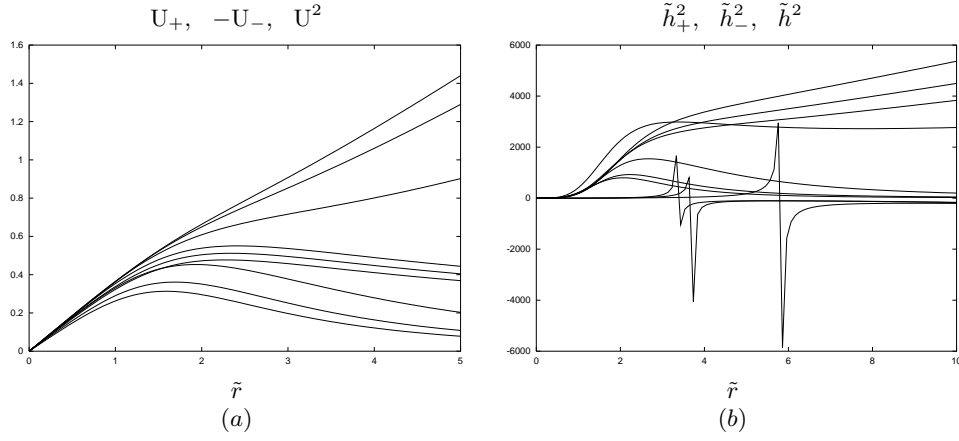 U₊, −U₋, U²
1.6
1.4
1.2
1
0.8
0.6
0.4
0.2
0
0 1 2 3 4 5
r̃
(a)
h̃²₊, h̃²₋, h̃²
6000
4000
2000
0
-2000
-4000
-6000
0 2 4 6 8 10
r̃
(b)